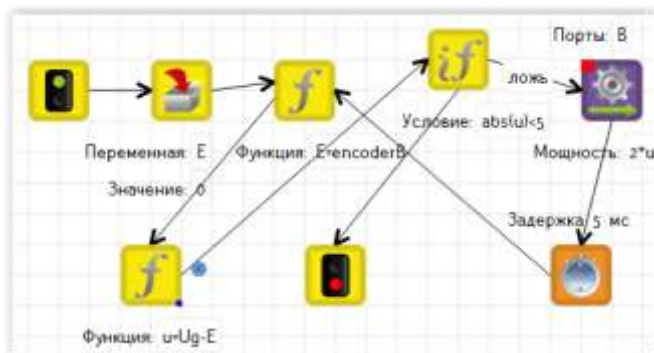 Порты: B
ложь
Условие: abs(u)<5
Переменная: E
Функция: E=encoderB
Мощность: 2*u
Значение: 0
Задержка: 5 мс
Функция: u=Ug-E